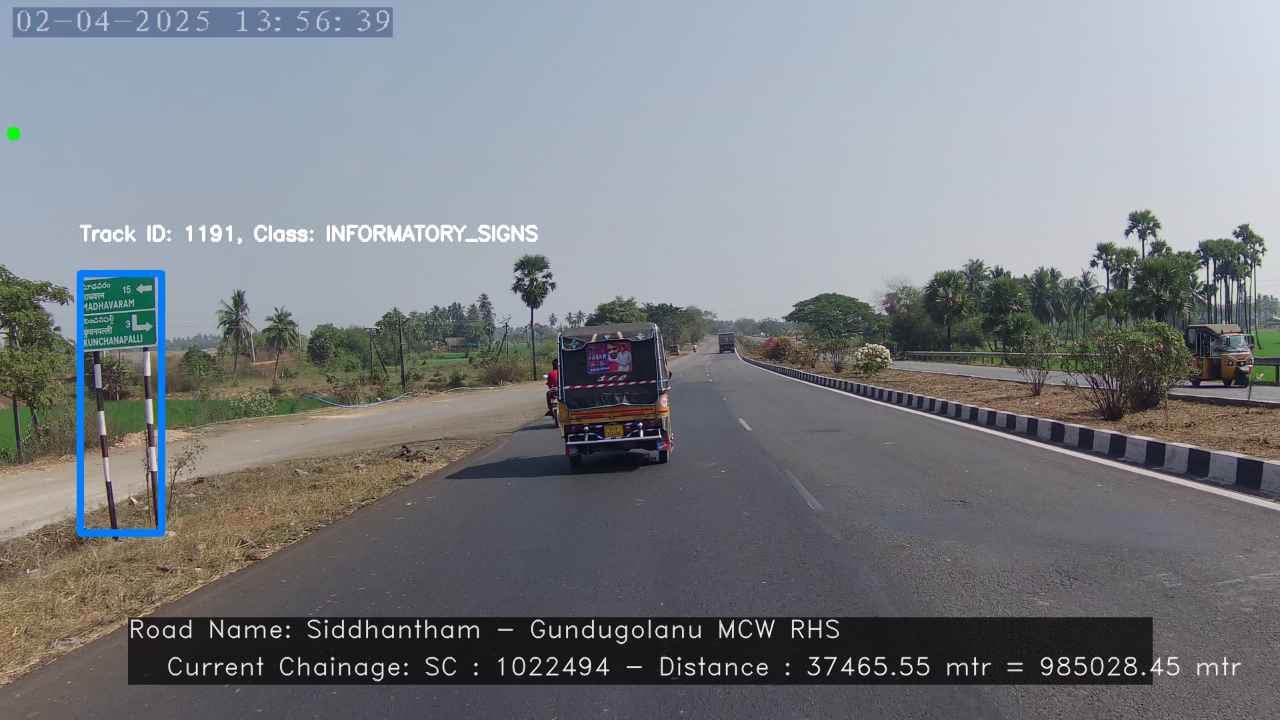 02-04-2025 13:56:39
Track ID: 1191, Class: INFORMATORY_SIGNS
15
MADHAVARAM
3
KUNCHANAPALLI
Road Name: Siddhantham - Gundugolanu MCW RHS
Current Chainage: SC : 1022494 - Distance : 37465.55 mtr = 985028.45 mtr